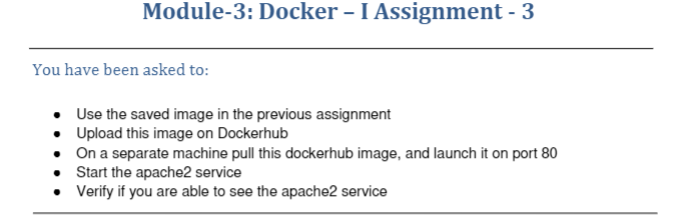 Module-3: Docker – I Assignment - 3
You have been asked to:
• Use the saved image in the previous assignment
• Upload this image on Dockerhub
• On a separate machine pull this dockerhub image, and launch it on port 80
• Start the apache2 service
• Verify if you are able to see the apache2 service